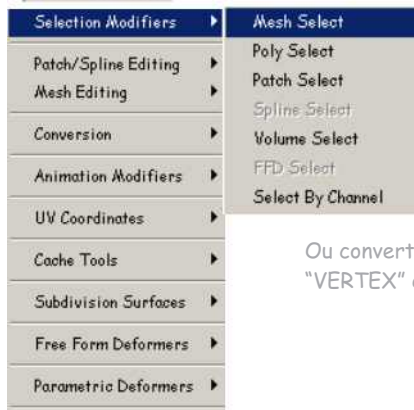 Selection Modifiers
Patch/Spline Editing
Mesh Editing
Conversion
Animation Modifiers
UV Coordinates
Cache Tools
Subdivision Surfaces
Free Form Deformers
Parametric Deformers
Mesh Select
Poly Select
Patch Select
Spline Select
Volume Select
FFD Select
Select By Channel
Ou convert
"VERTEX"